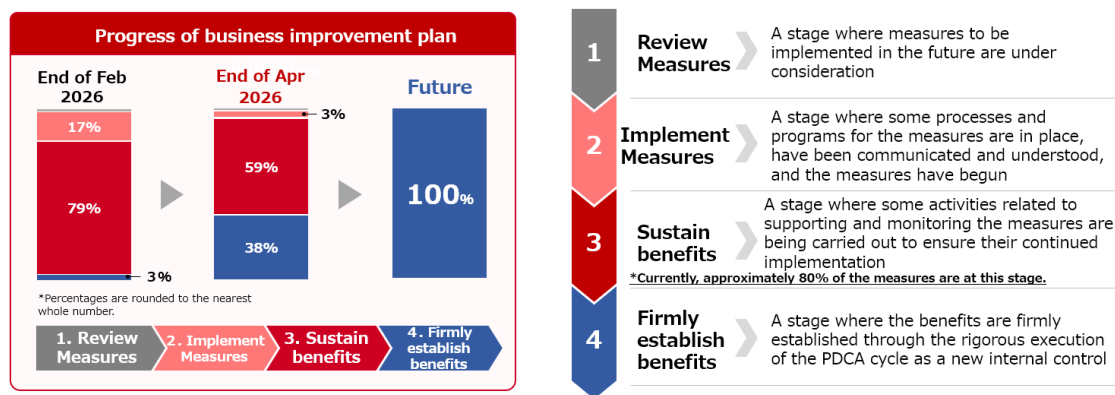 Progress of business improvement plan
End of Feb
2026
17%
79%
3%
End of Apr
2026
3%
59%
38%
Future
100%
*Percentages are rounded to the nearest
whole number.
1. Review
Measures
2. Implement
Measures
3. Sustain
benefits
4. Firmly
establish
benefits
1
Review
Measures
A stage where measures to be
implemented in the future are under
consideration
2
Implement
Measures
A stage where some processes and
programs for the measures are in place,
have been communicated and understood,
and the measures have begun
3
Sustain
benefits
A stage where some activities related to
supporting and monitoring the measures are
being carried out to ensure their continued
implementation
*Currently, approximately 80% of the measures are at this stage.
4
Firmly
establish
benefits
A stage where the benefits are firmly
established through the rigorous execution
of the PDCA cycle as a new internal control